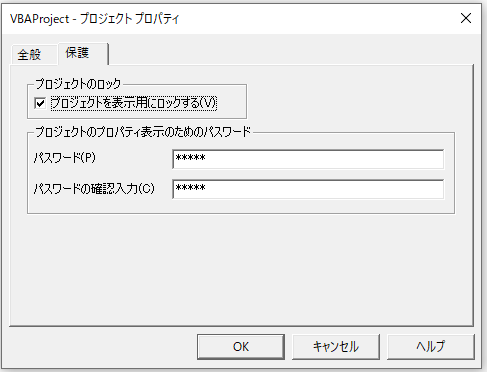 VBAProject - プロジェクト プロパティ
全般
保護
プロジェクトのロック
プロジェクトを表示用にロックする(V)
プロジェクトのプロパティ表示のためのパスワード
パスワード(P)
*****
パスワードの確認入力(C)
*****
OK
キャンセル
ヘルプ